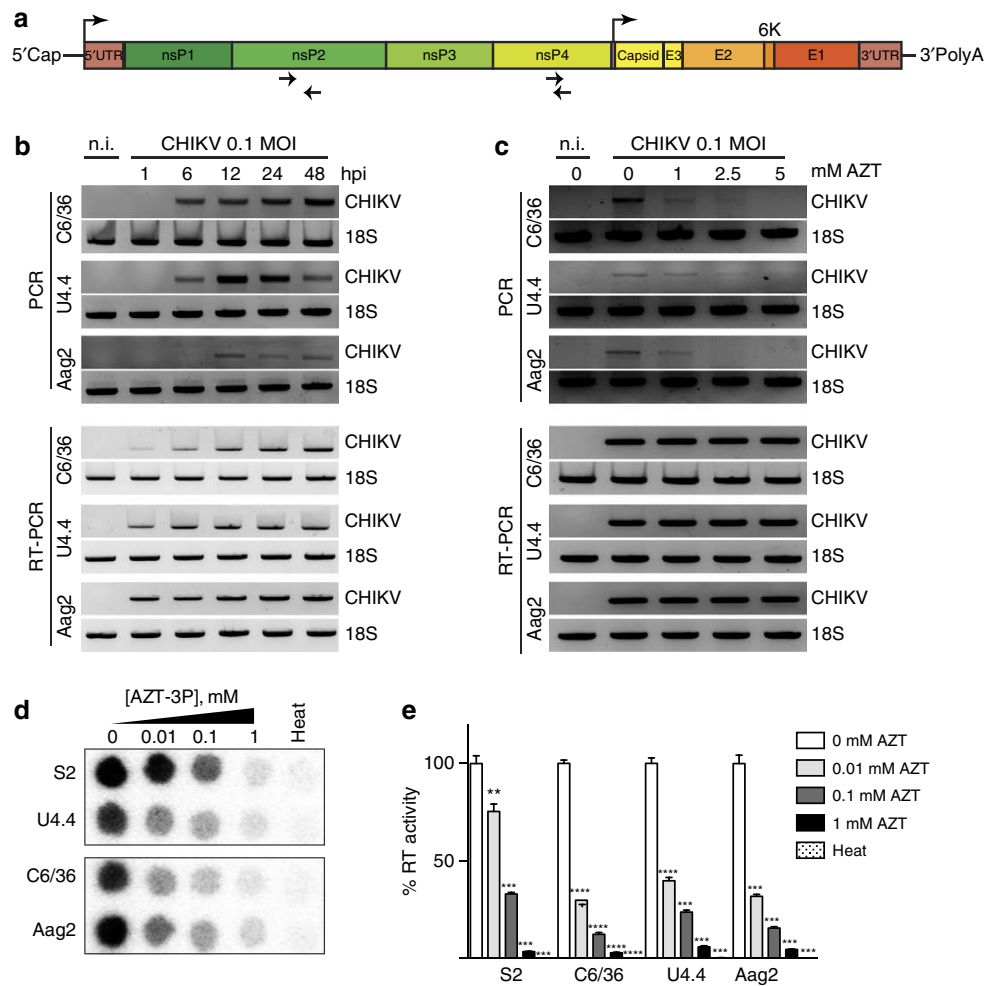 a
6K
5′Cap 5′UTR nsP1 nsP2 nsP3 nsP4 Capsid E3 E2 E1 3′UTR 3′PolyA
b
n.i. CHIKV 0.1 MOI
1 6 12 24 48 hpi
PCR
C6/36
CHIKV
18S
U4.4
CHIKV
18S
Aag2
CHIKV
18S
RT-PCR
C6/36
CHIKV
18S
U4.4
CHIKV
18S
Aag2
CHIKV
18S
c
n.i. CHIKV 0.1 MOI
0 0 1 2.5 5 mM AZT
PCR
C6/36
CHIKV
18S
U4.4
CHIKV
18S
Aag2
CHIKV
18S
RT-PCR
C6/36
CHIKV
18S
U4.4
CHIKV
18S
Aag2
CHIKV
18S
d
[AZT-3P], mM
0 0.01 0.1 1 Heat
S2
U4.4
C6/36
Aag2
e
% RT activity
100
50
** *** *** ***
**** **** **** ****
**** *** *** ***
*** *** *** ***
S2 C6/36 U4.4 Aag2
0 mM AZT
0.01 mM AZT
0.1 mM AZT
1 mM AZT
Heat